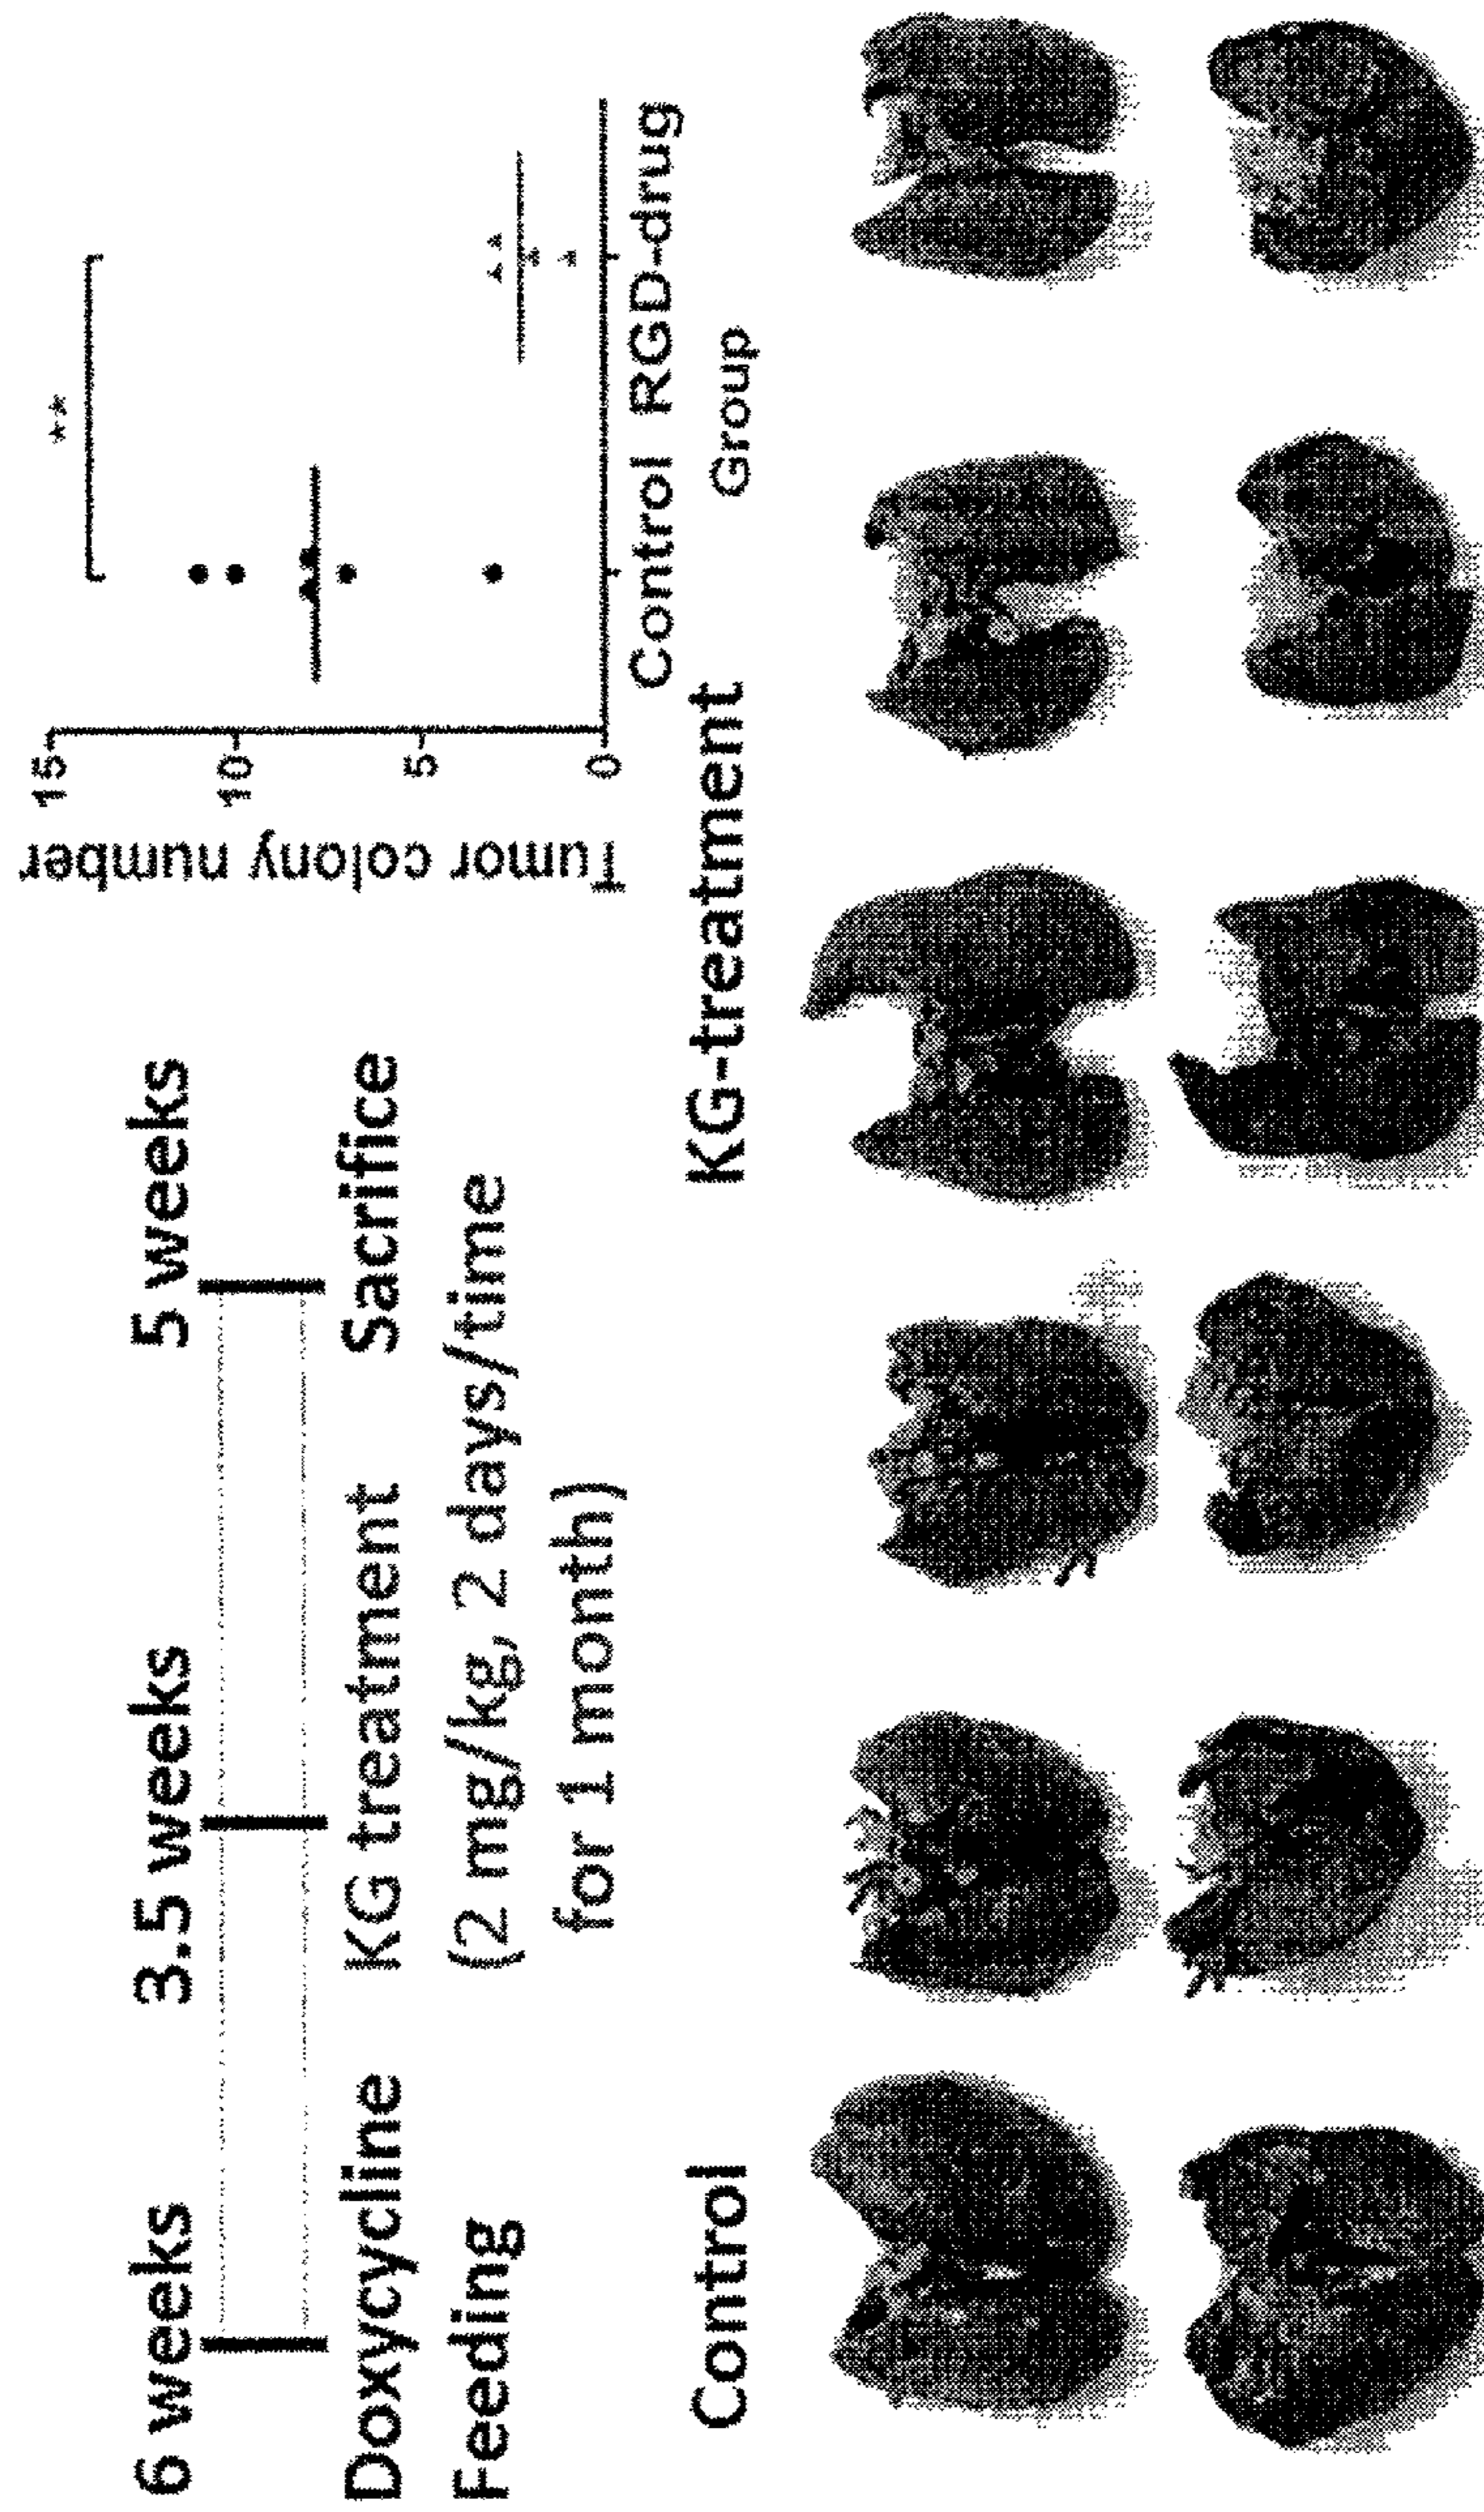 6 weeks 3.5 weeks 5 weeks
Doxycycline KG treatment Sacrifice
Feeding (2 mg/kg, 2 days/time
for 1 month)
Tumor colony number
15
10
5
0
**
Control RGD-drug
Group
Control KG-treatment